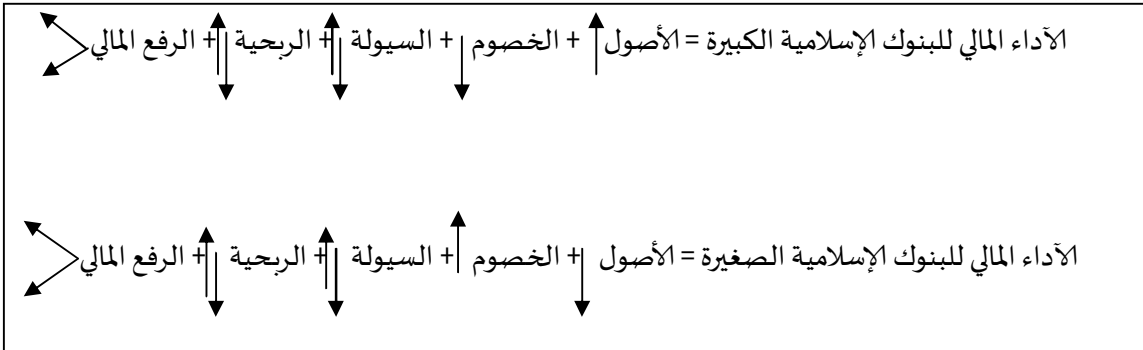 الآداء المالي للبنوك الإسلامية الكبيرة = الأصول + الخصوم + السيولة + الربحية + الرفع المالي
الآداء المالي للبنوك الإسلامية الصغيرة = الأصول + الخصوم + السيولة + الربحية + الرفع المالي